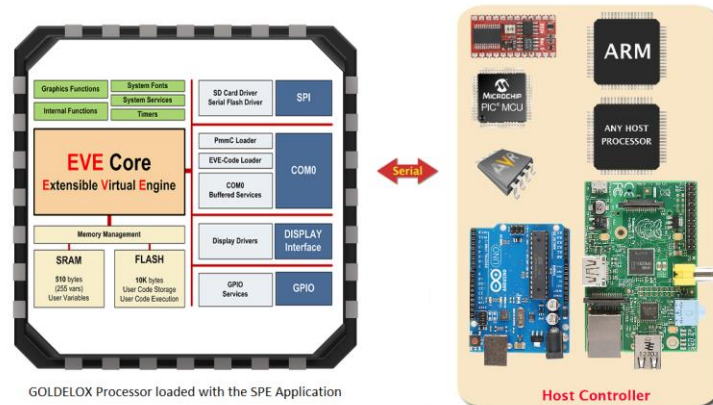 Graphics Functions
System Fonts
Internal Functions
System Services
Timers
SD Card Driver
Serial Flash Driver
SPI
EVE Core
Extensible Virtual Engine
PmmC Loader
EVE-Code Loader
COM0
Buffered Services
COM0
Memory Management
SRAM
510 bytes
(255 vars)
User Variables
FLASH
10K bytes
User Code Storage
User Code Execution
Display Drivers
DISPLAY
Interface
GPIO
Services
GPIO
GOLDELOX Processor loaded with the SPE Application
Serial
ARM
MICROCHIP
PIC® MCU
ANY HOST
PROCESSOR
AVR
UNO
ARDUINO
Host Controller